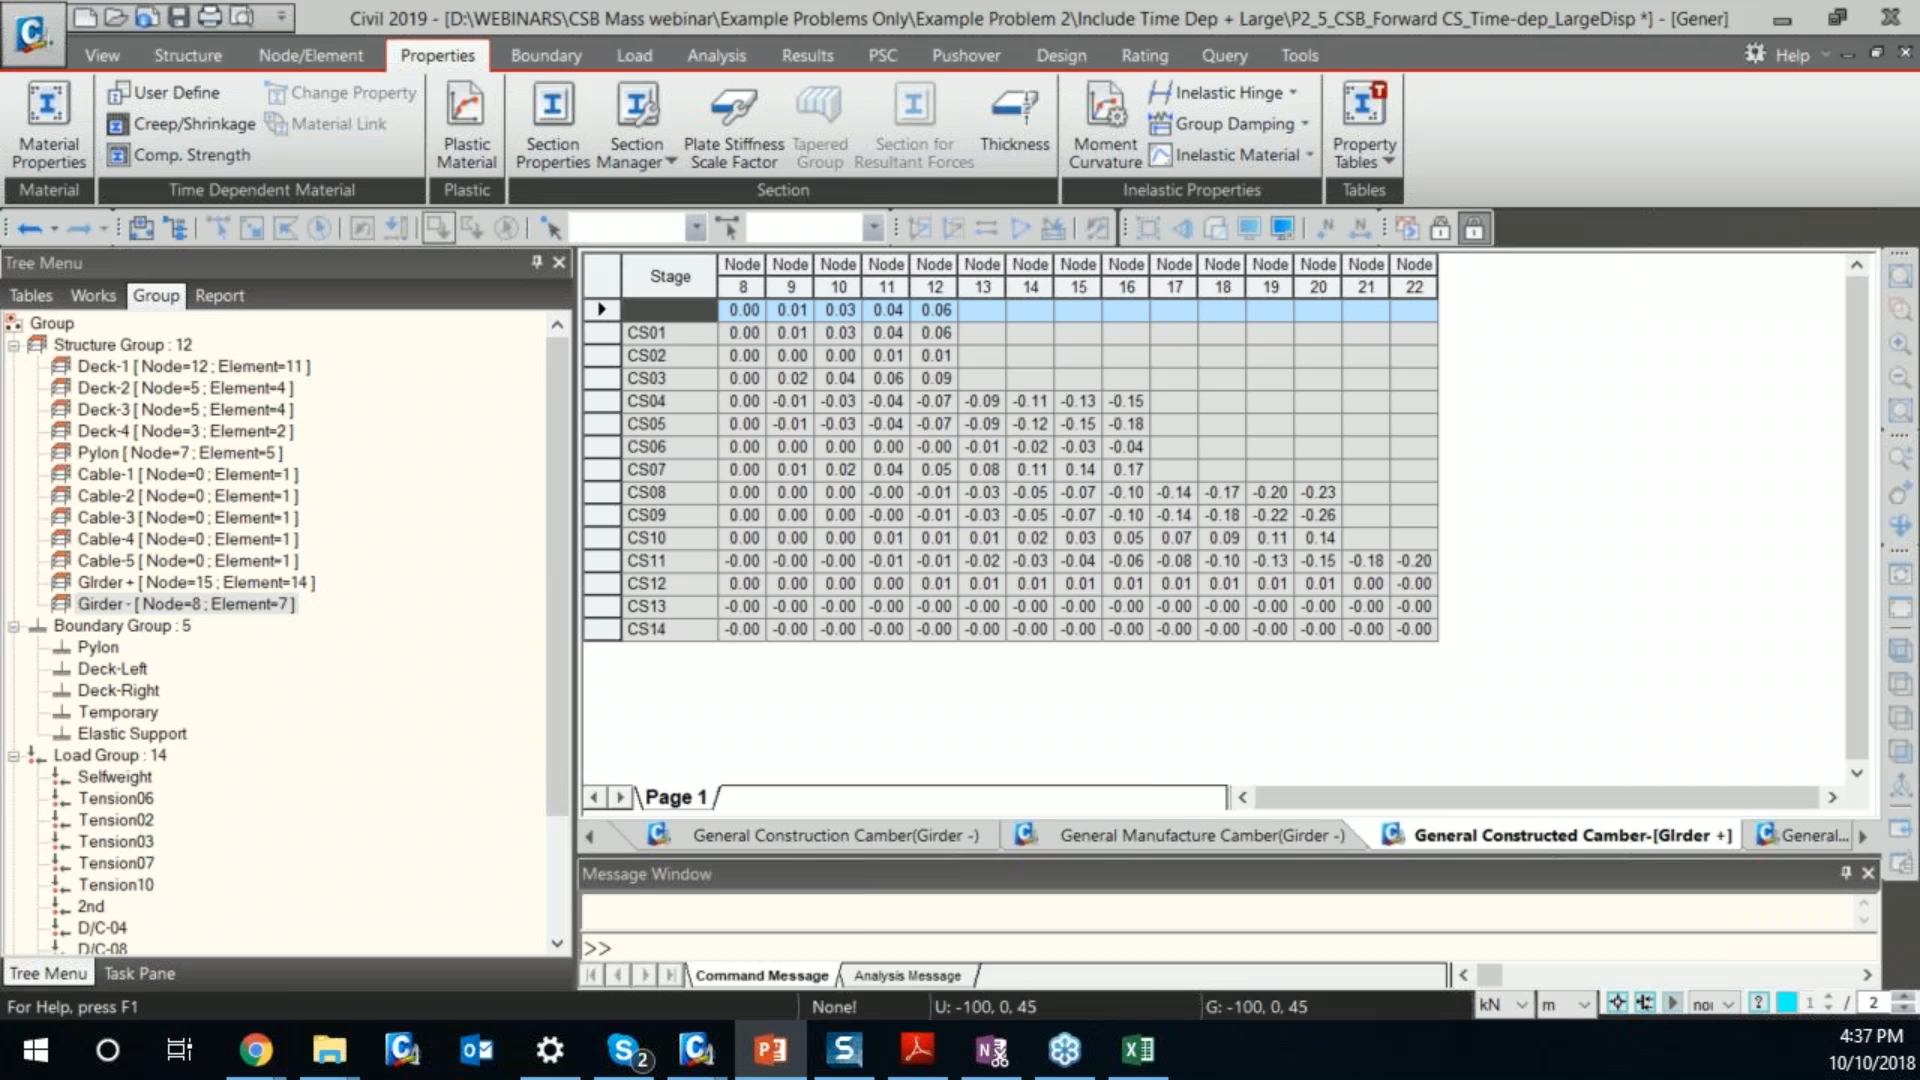 Civil 2019 - [D:\WEBINARS\CSB Mass webinar\Example Problems Only\Example Problem 2\Include Time Dep + Large\P2_5_CSB_Forward CS_Time-dep_LargeDisp *] - [Gener]
View Structure Node/Element Properties Boundary Load Analysis Results PSC Pushover Design Rating Query Tools Help
Material Properties
Material
User Define
Creep/Shrinkage
Comp. Strength
Change Property
Material Link
Time Dependent Material
Plastic Material
Plastic
Section Properties
Section Manager
Plate Stiffness Scale Factor
Tapered Group
Section for Resultant Forces
Thickness
Section
Moment Curvature
Inelastic Hinge
Group Damping
Inelastic Material
Inelastic Properties
Property Tables
Tables
Tree Menu
Tables Works Group Report
Group
Structure Group : 12
Deck-1 [ Node=12 ; Element=11 ]
Deck-2 [ Node=5 ; Element=4 ]
Deck-3 [ Node=5 ; Element=4 ]
Deck-4 [ Node=3 ; Element=2 ]
Pylon [ Node=7 ; Element=5 ]
Cable-1 [ Node=0 ; Element=1 ]
Cable-2 [ Node=0 ; Element=1 ]
Cable-3 [ Node=0 ; Element=1 ]
Cable-4 [ Node=0 ; Element=1 ]
Cable-5 [ Node=0 ; Element=1 ]
GIrder + [ Node=15 ; Element=14 ]
Girder - [ Node=8 ; Element=7 ]
Boundary Group : 5
Pylon
Deck-Left
Deck-Right
Temporary
Elastic Support
Load Group : 14
Selfweight
Tension06
Tension02
Tension03
Tension07
Tension10
2nd
D/C-04
D/C-08
Tree Menu Task Pane
Stage Node 8 Node 9 Node 10 Node 11 Node 12 Node 13 Node 14 Node 15 Node 16 Node 17 Node 18 Node 19 Node 20 Node 21 Node 22
0.00 0.01 0.03 0.04 0.06
CS01 0.00 0.01 0.03 0.04 0.06
CS02 0.00 0.00 0.00 0.01 0.01
CS03 0.00 0.02 0.04 0.06 0.09
CS04 0.00 -0.01 -0.03 -0.04 -0.07 -0.09 -0.11 -0.13 -0.15
CS05 0.00 -0.01 -0.03 -0.04 -0.07 -0.09 -0.12 -0.15 -0.18
CS06 0.00 0.00 0.00 0.00 -0.00 -0.01 -0.02 -0.03 -0.04
CS07 0.00 0.01 0.02 0.04 0.05 0.08 0.11 0.14 0.17
CS08 0.00 0.00 0.00 -0.00 -0.01 -0.03 -0.05 -0.07 -0.10 -0.14 -0.17 -0.20 -0.23
CS09 0.00 0.00 0.00 -0.00 -0.01 -0.03 -0.05 -0.07 -0.10 -0.14 -0.18 -0.22 -0.26
CS10 0.00 0.00 0.00 0.01 0.01 0.01 0.02 0.03 0.05 0.07 0.09 0.11 0.14
CS11 -0.00 -0.00 -0.00 -0.01 -0.01 -0.02 -0.03 -0.04 -0.06 -0.08 -0.10 -0.13 -0.15 -0.18 -0.20
CS12 0.00 0.00 0.00 0.00 0.01 0.01 0.01 0.01 0.01 0.01 0.01 0.01 0.01 0.00 -0.00
CS13 -0.00 -0.00 -0.00 -0.00 -0.00 -0.00 -0.00 -0.00 -0.00 -0.00 -0.00 -0.00 -0.00 -0.00 -0.00
CS14 -0.00 -0.00 -0.00 -0.00 -0.00 -0.00 -0.00 -0.00 -0.00 -0.00 -0.00 -0.00 -0.00 -0.00 -0.00
Page 1
General Construction Camber(Girder -) General Manufacture Camber(Girder -) General Constructed Camber-[GIrder +] General...
Message Window
>>
Command Message Analysis Message
For Help, press F1 None! U: -100, 0, 45 G: -100, 0, 45 kN m nor 1 / 2
4:37 PM
10/10/2018